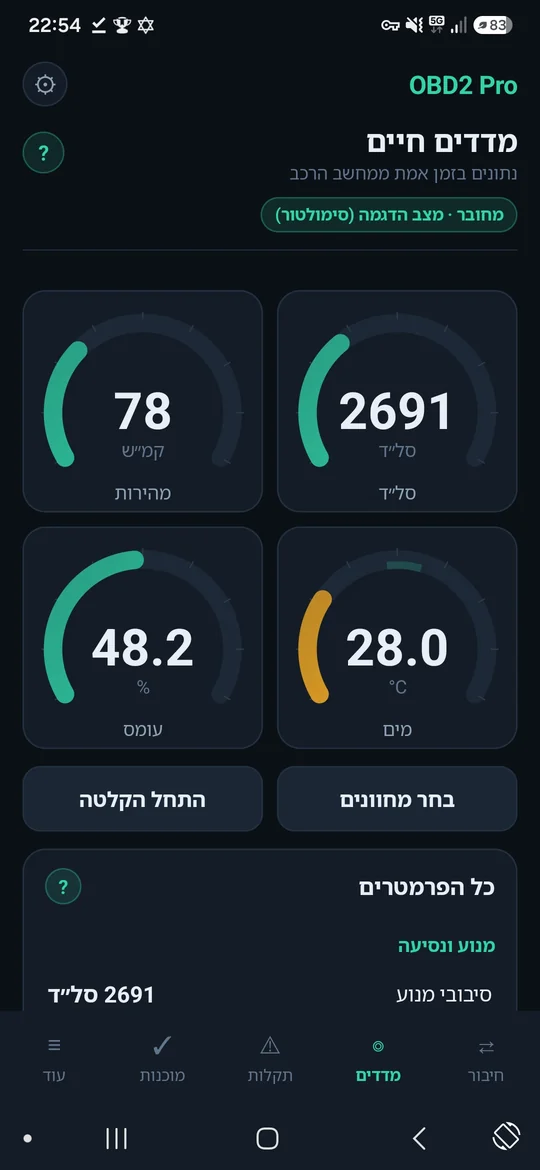 22:54
5G
83
OBD2 Pro
מדדים חיים
?
נתונים בזמן אמת ממחשב הרכב
מחובר · מצב הדגמה (סימולטור)
2691
סל״ד
סל״ד
78
קמ״ש
מהירות
28.0
°C
מים
48.2
%
עומס
בחר מחוונים
התחל הקלטה
כל הפרמטרים
?
מנוע ונסיעה
סיבובי מנוע
2691 סל״ד
חיבור
מדדים
תקלות
מוכנות
עוד